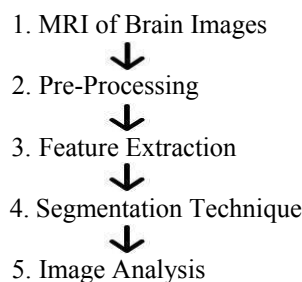 1. MRI of Brain Images
2. Pre-Processing
3. Feature Extraction
4. Segmentation Technique
5. Image Analysis